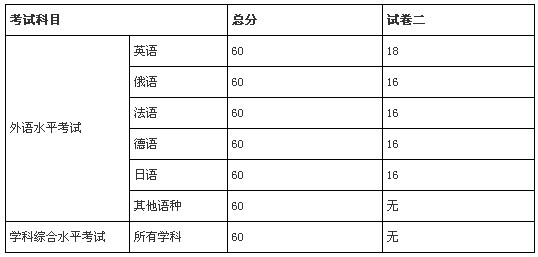 考试科目 总分 试卷二
外语水平考试 英语 60 18
俄语 60 16
法语 60 16
德语 60 16
日语 60 16
其他语种 60 无
学科综合水平考试 所有学科 60 无